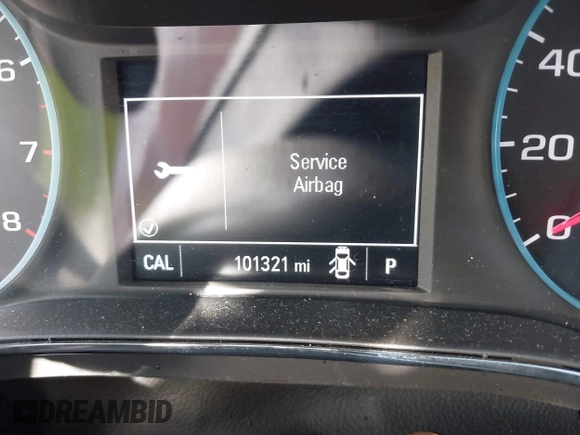 6
7
8
40
20
0
Service
Airbag
CAL 101321 mi P
DREAMBID